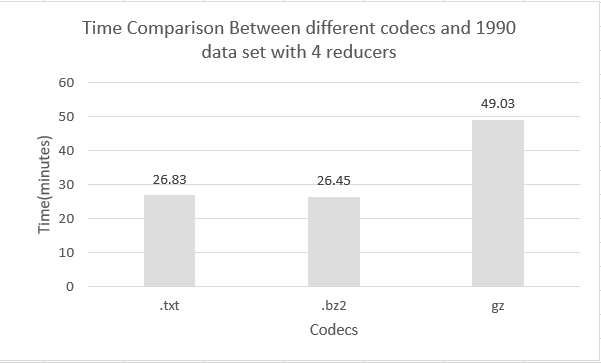 Time Comparison Between different codecs and 1990
data set with 4 reducers
60
50
40
30
20
10
0
Time(minutes)
26.83
26.45
49.03
.txt
.bz2
gz
Codecs